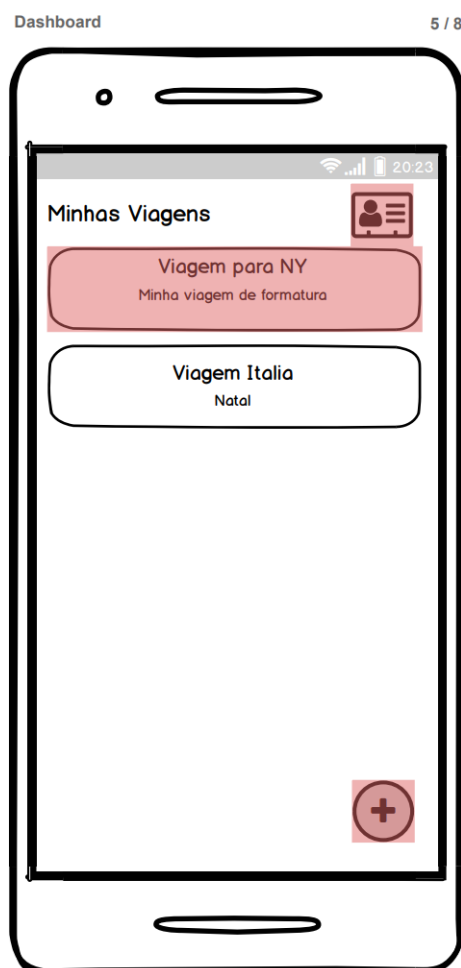 Dashboard 5 / 8
20:23
Minhas Viagens
Viagem para NY
Minha viagem de formatura
Viagem Italia
Natal